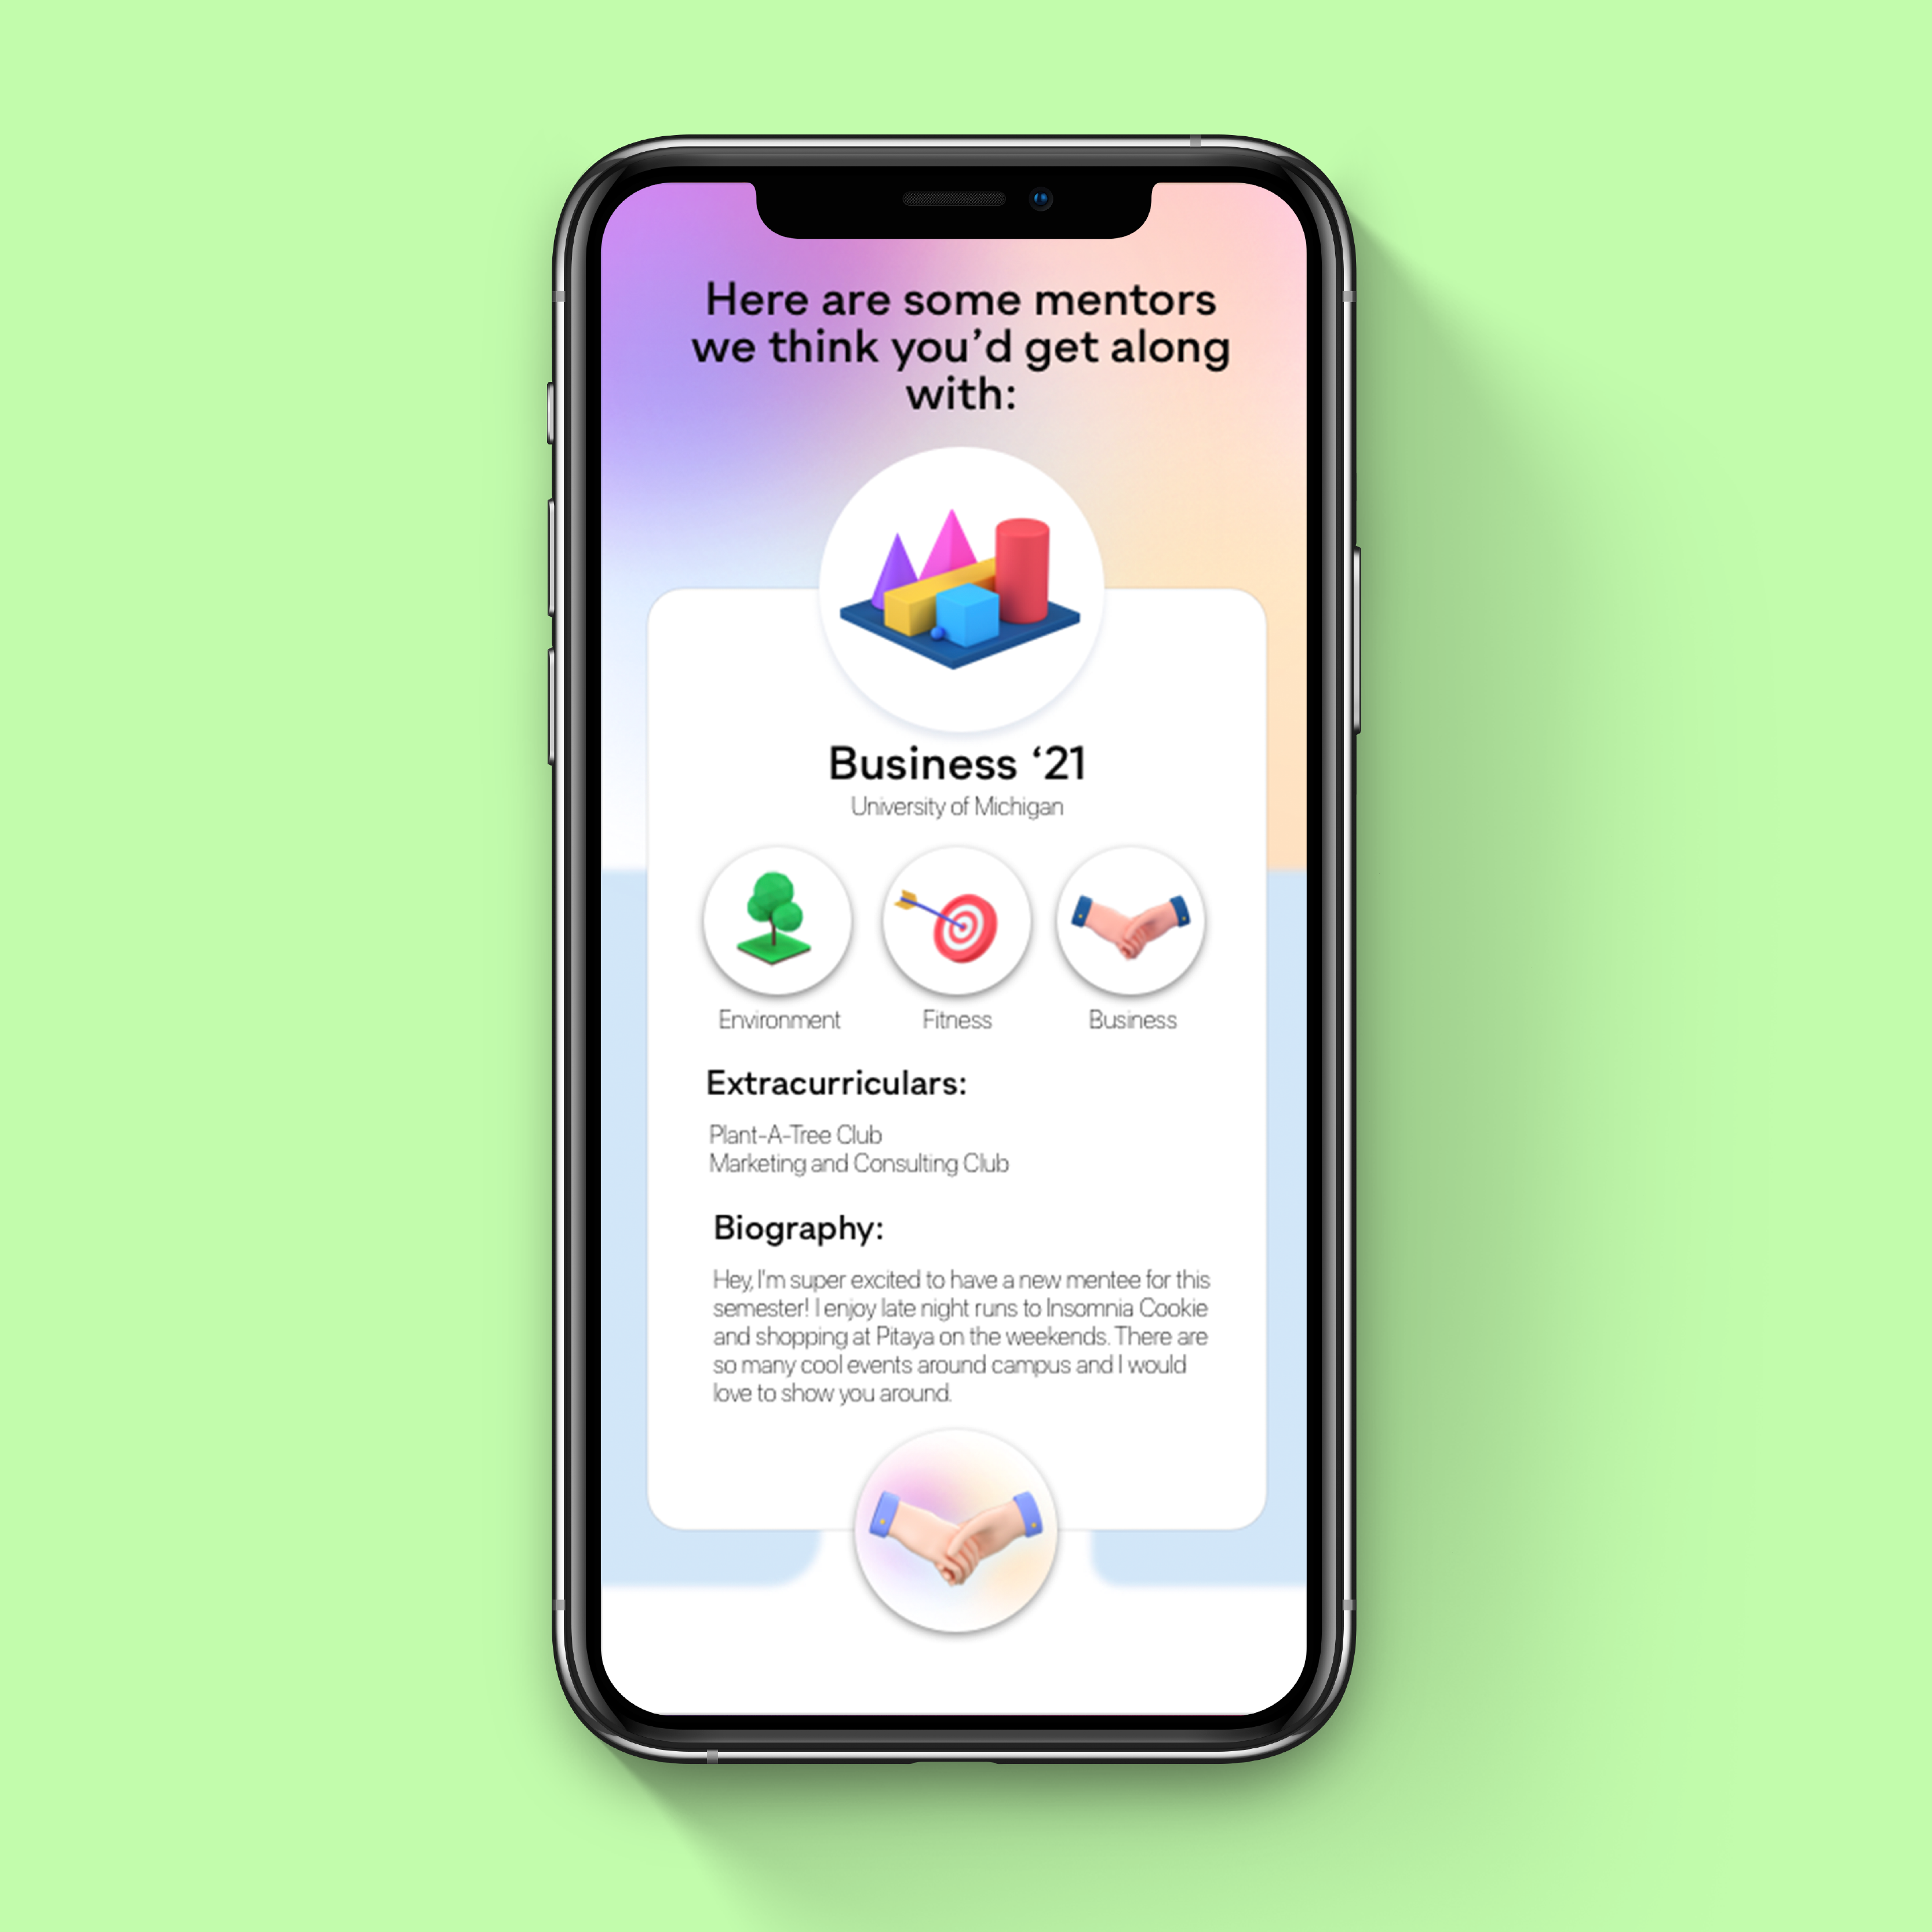 Here are some mentors
we think you’d get along
with:
Business ‘21
University of Michigan
Environment
Fitness
Business
Extracurriculars:
Plant-A-Tree Club
Marketing and Consulting Club
Biography:
Hey, I'm super excited to have a new mentee for this
semester! I enjoy late night runs to Insomnia Cookie
and shopping at Pitaya on the weekends. There are
so many cool events around campus and I would
love to show you around.